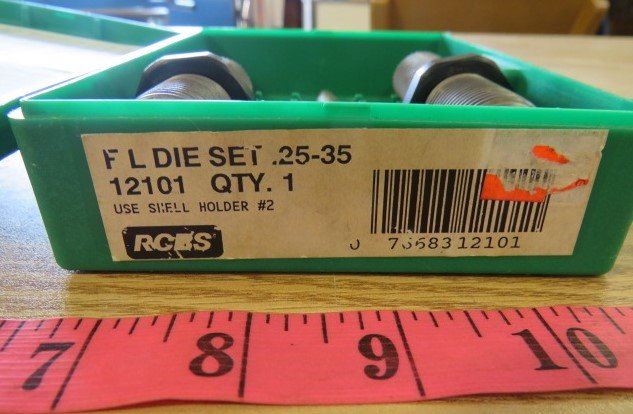 F L DIE SET .25-35
12101 QTY. 1
USE SHELL HOLDER #2
RCBS
0 76683 12101
7 8 9 10